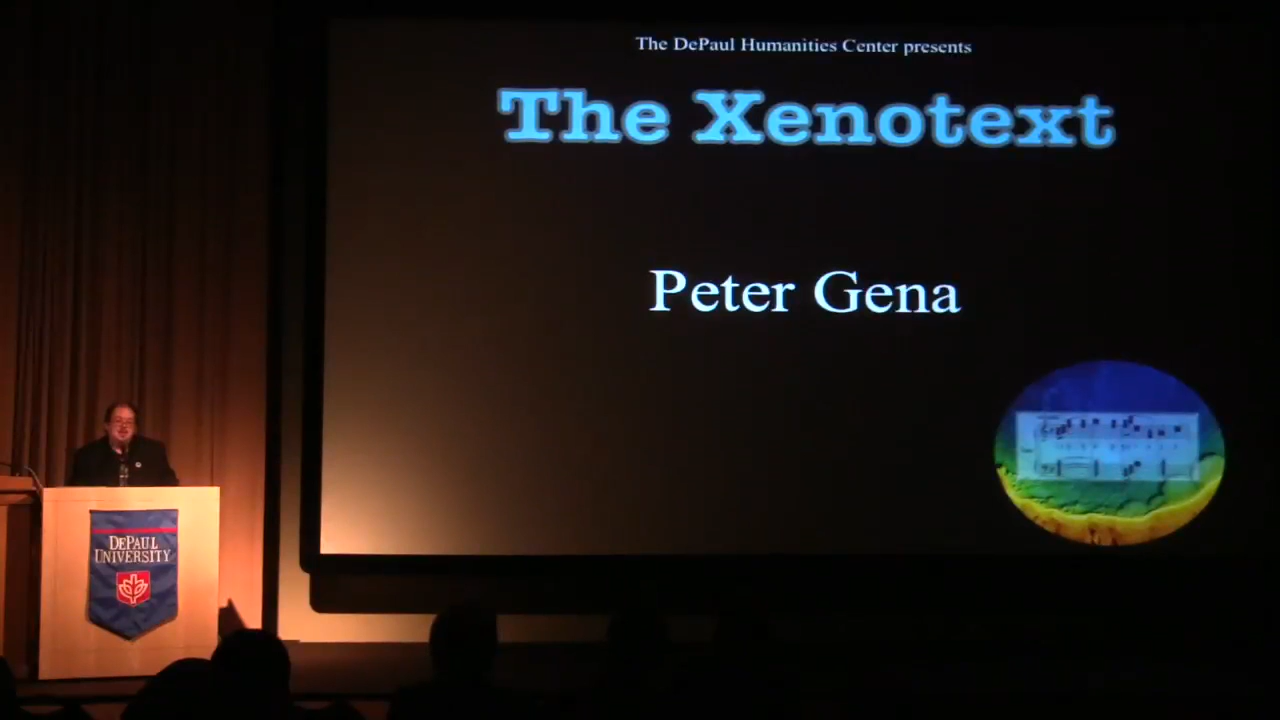 The DePaul Humanities Center presents
The Xenotext
Peter Gena
DEPAUL
UNIVERSITY